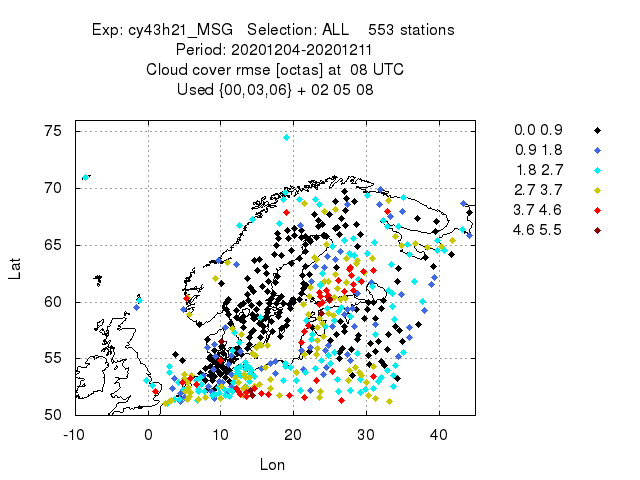 Exp: cy43h21_MSG Selection: ALL 553 stations
Period: 20201204-20201211
Cloud cover rmse [octas] at 08 UTC
Used {00,03,06} + 02 05 08
0.0 0.9
0.9 1.8
1.8 2.7
2.7 3.7
3.7 4.6
4.6 5.5
75
70
65
60
55
50
Lat
-10 0 10 20 30 40
Lon